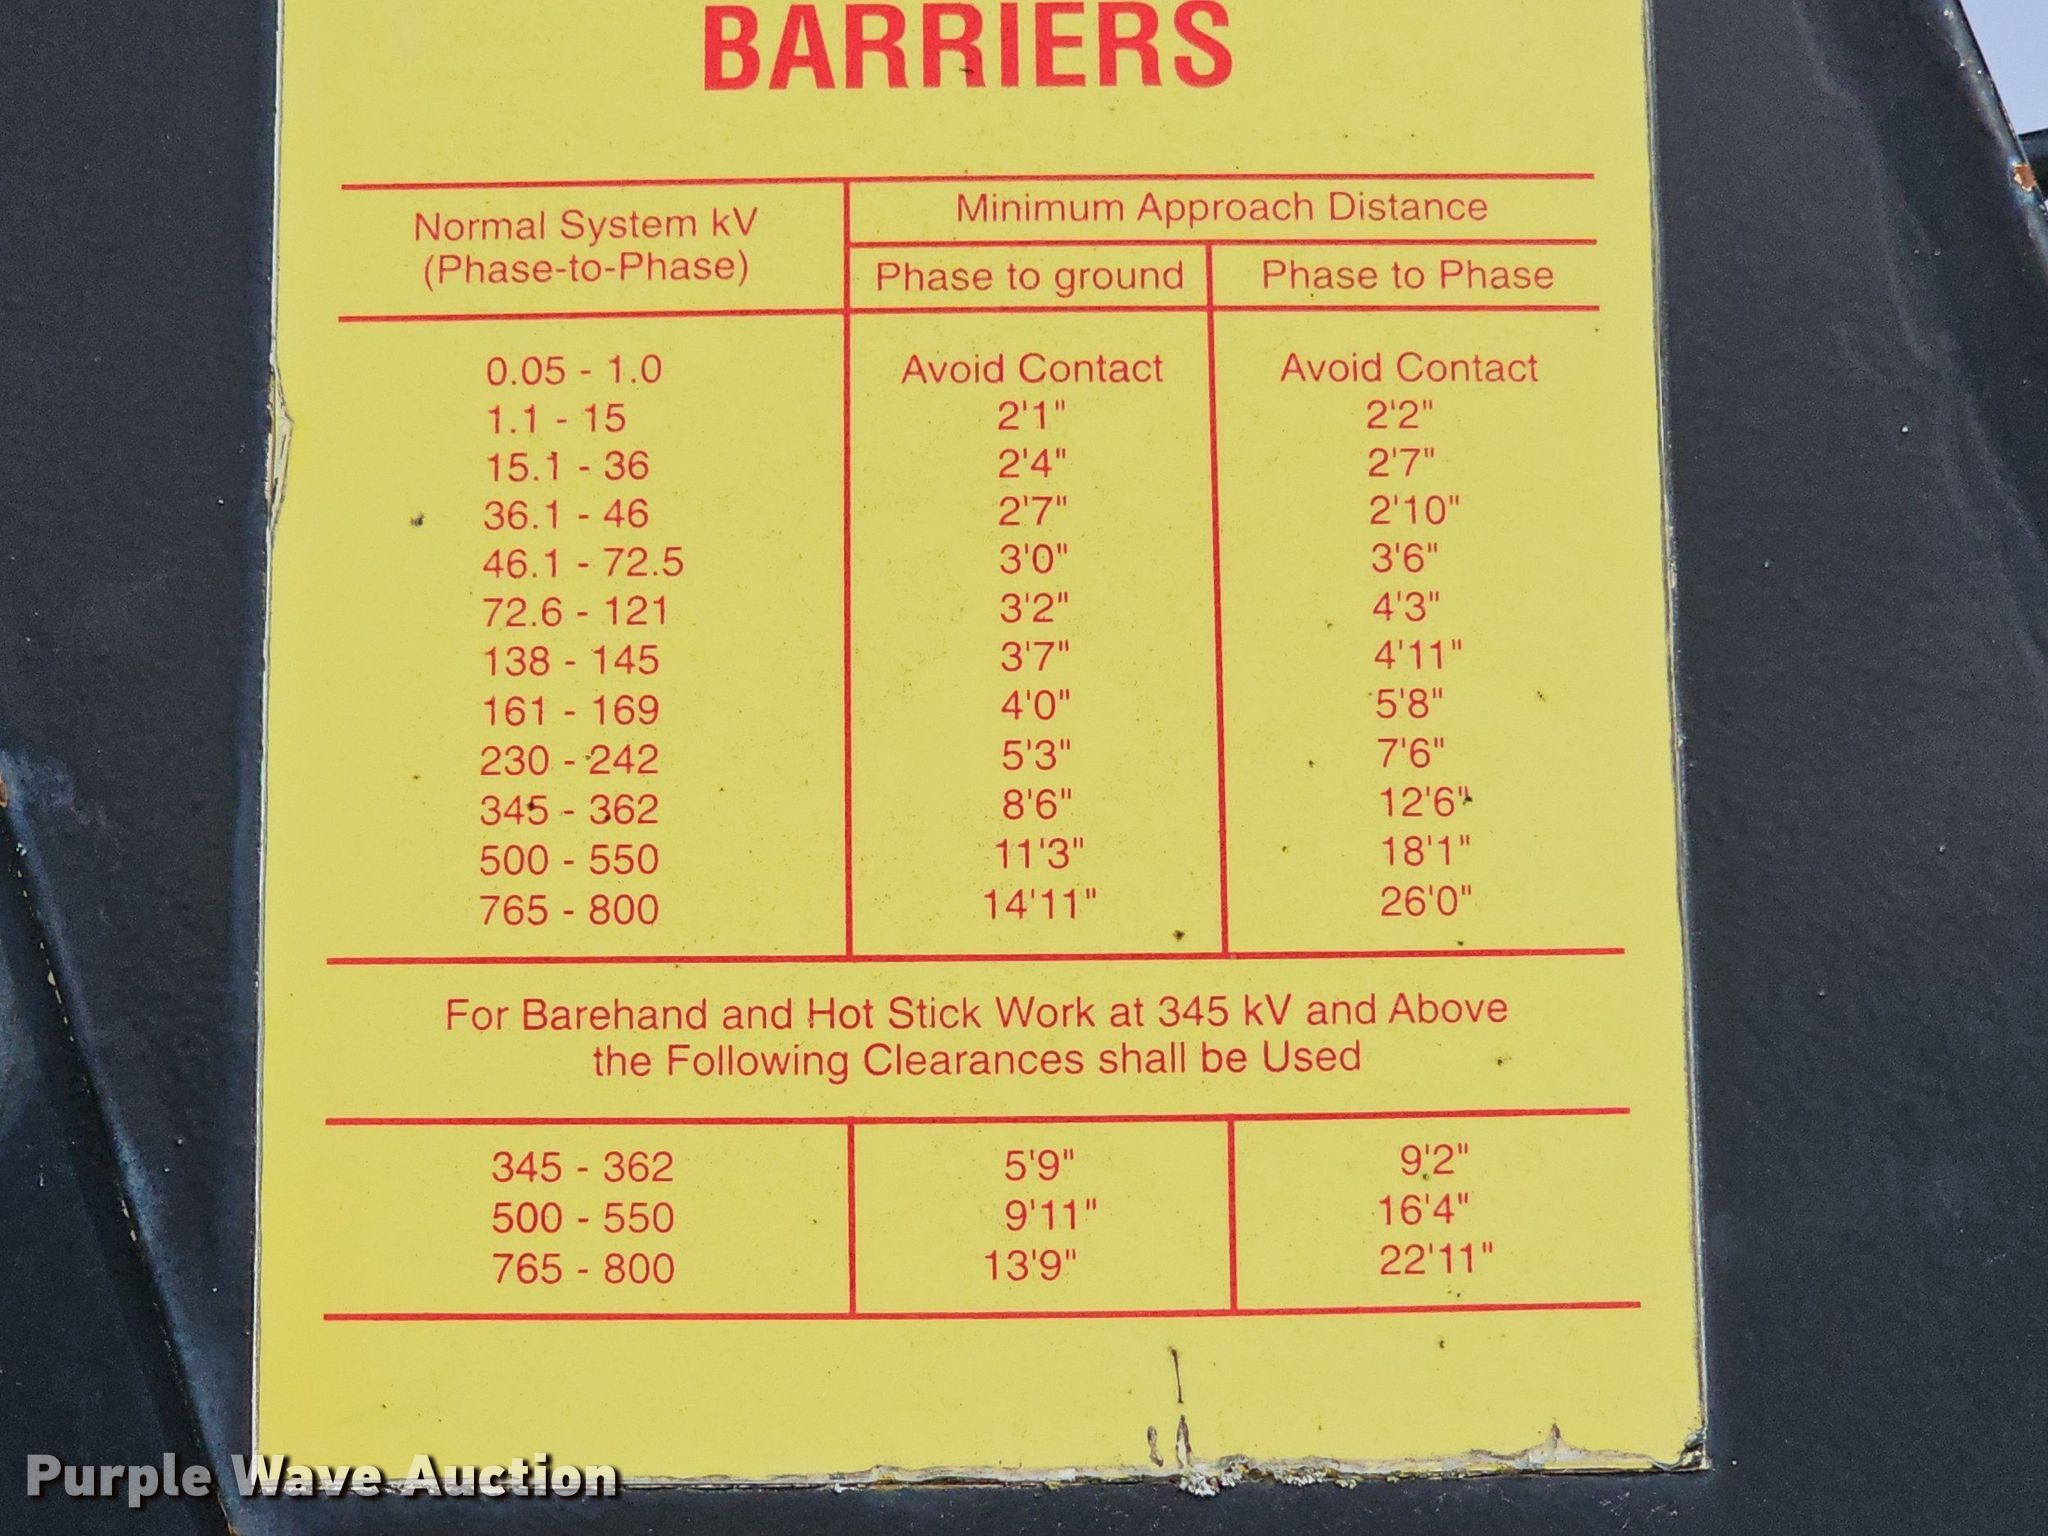 BARRIERS
Normal System kV
(Phase-to-Phase)
Minimum Approach Distance
Phase to ground Phase to Phase
0.05 - 1.0 Avoid Contact Avoid Contact
1.1 - 15 2'1" 2'2"
15.1 - 36 2'4" 2'7"
36.1 - 46 2'7" 2'10"
46.1 - 72.5 3'0" 3'6"
72.6 - 121 3'2" 4'3"
138 - 145 3'7" 4'11"
161 - 169 4'0" 5'8"
230 - 242 5'3" 7'6"
345 - 362 8'6" 12'6"
500 - 550 11'3" 18'1"
765 - 800 14'11" 26'0"
For Barehand and Hot Stick Work at 345 kV and Above
the Following Clearances shall be Used
345 - 362 5'9" 9'2"
500 - 550 9'11" 16'4"
765 - 800 13'9" 22'11"
Purple Wave Auction